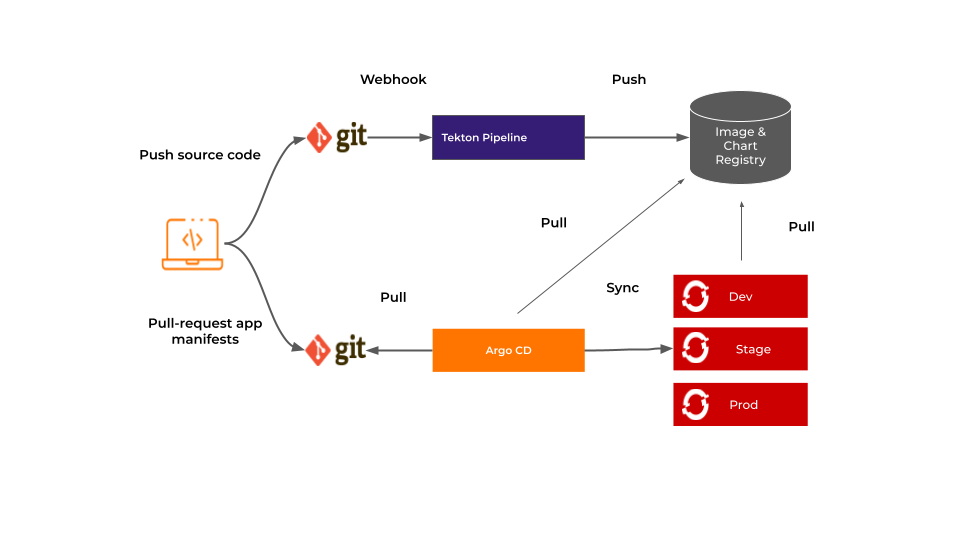 Webhook
Push
git
Tekton Pipeline
Image &
Chart
Registry
Push source code
Pull
Pull
</>
Sync
Pull
Dev
Pull-request app
manifests
git
Argo CD
Stage
Prod